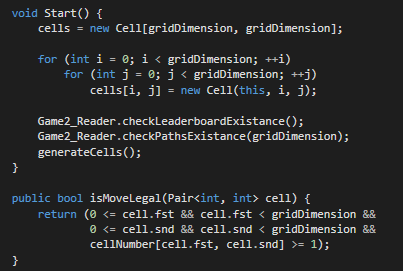 void Start() {
    cells = new Cell[gridDimension, gridDimension];

    for (int i = 0; i < gridDimension; ++i)
        for (int j = 0; j < gridDimension; ++j)
            cells[i, j] = new Cell(this, i, j);

    Game2_Reader.checkLeaderboardExistance();
    Game2_Reader.checkPathsExistance(gridDimension);
    generateCells();
}

public bool isMoveLegal(Pair<int, int> cell) {
    return (0 <= cell.fst && cell.fst < gridDimension &&
            0 <= cell.snd && cell.snd < gridDimension &&
            cellNumber[cell.fst, cell.snd] >= 1);
}